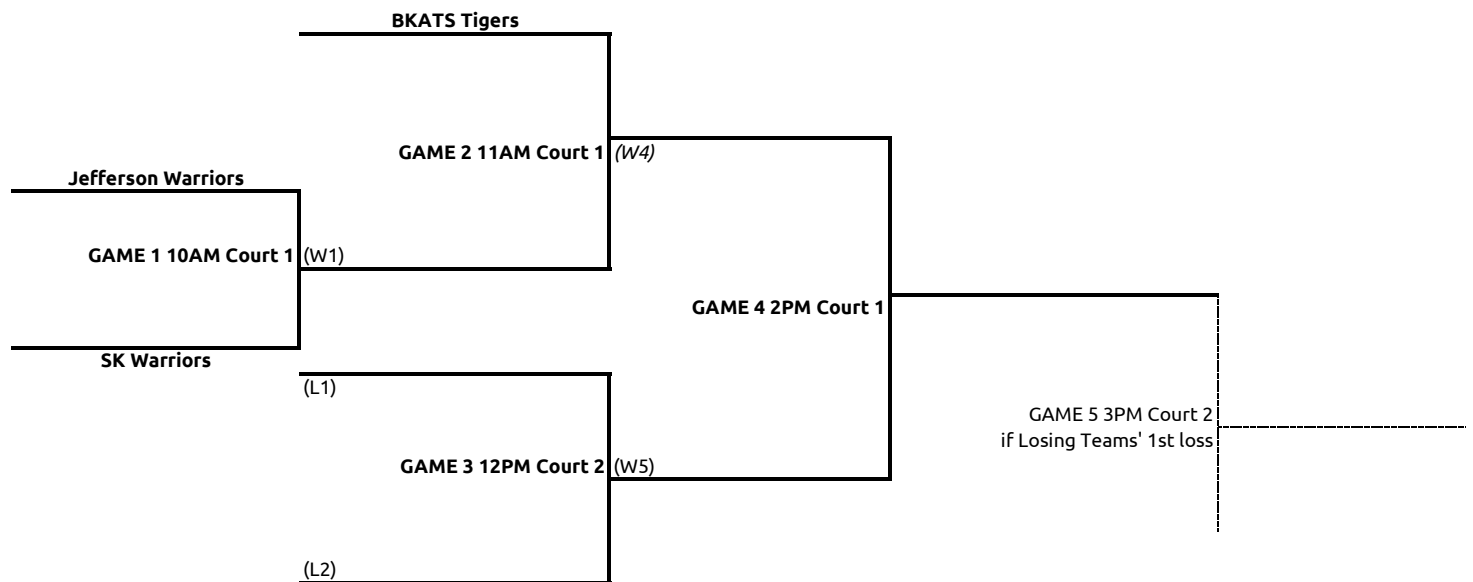 BKATS Tigers
GAME 2 11AM Court 1
(W4)
Jefferson Warriors
GAME 1 10AM Court 1
(W1)
SK Warriors
GAME 4 2PM Court 1
(L1)
GAME 3 12PM Court 2
(W5)
(L2)
GAME 5 3PM Court 2
if Losing Teams' 1st loss